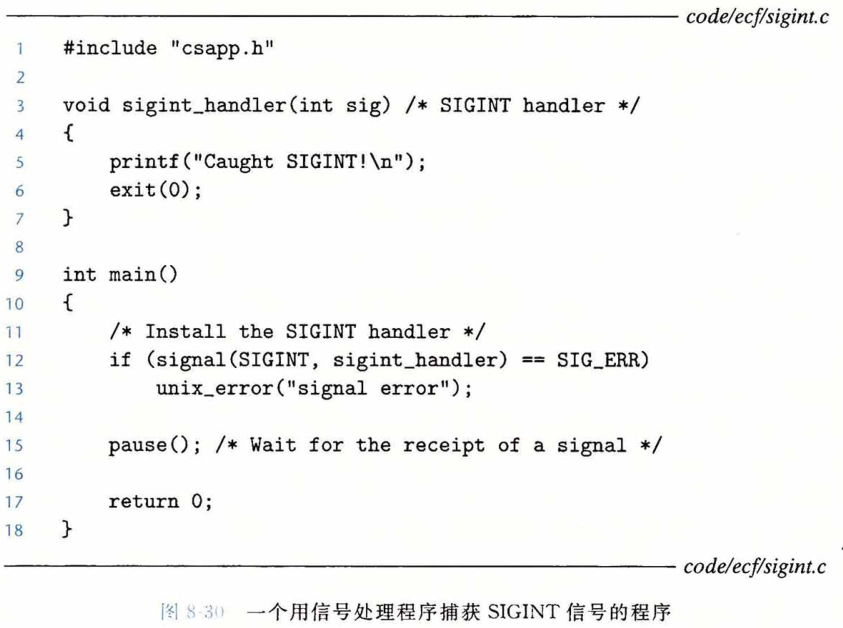 code/ecf/sigint.c
1 #include "csapp.h"
2
3 void sigint_handler(int sig) /* SIGINT handler */
4 {
5     printf("Caught SIGINT!\n");
6     exit(0);
7 }
8
9 int main()
10 {
11     /* Install the SIGINT handler */
12     if (signal(SIGINT, sigint_handler) == SIG_ERR)
13         unix_error("signal error");
14
15     pause(); /* Wait for the receipt of a signal */
16
17     return 0;
18 }
code/ecf/sigint.c
图 8-30 一个用信号处理程序捕获 SIGINT 信号的程序